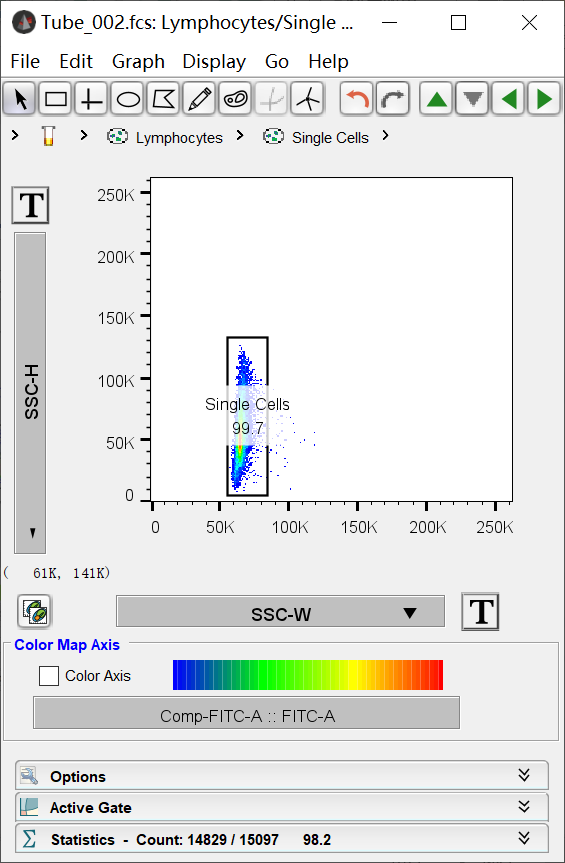 Tube_002.fcs: Lymphocytes/Single ...
File Edit Graph Display Go Help
Lymphocytes Single Cells
T
250K
200K
150K
100K
50K
0
SSC-H
Single Cells
99.7
0 50K 100K 150K 200K 250K
( 61K, 141K)
SSC-W
T
Color Map Axis
Color Axis
Comp-FITC-A :: FITC-A
Options
Active Gate
Σ Statistics - Count: 14829 / 15097 98.2